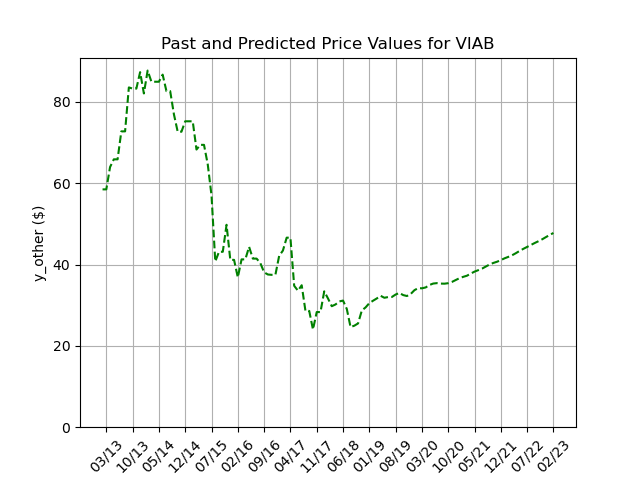 Past and Predicted Price Values for VIAB
y_other ($)
80
60
40
20
0
03/13 10/13 05/14 12/14 07/15 02/16 09/16 04/17 11/17 06/18 01/19 08/19 03/20 10/20 05/21 12/21 07/22 02/23